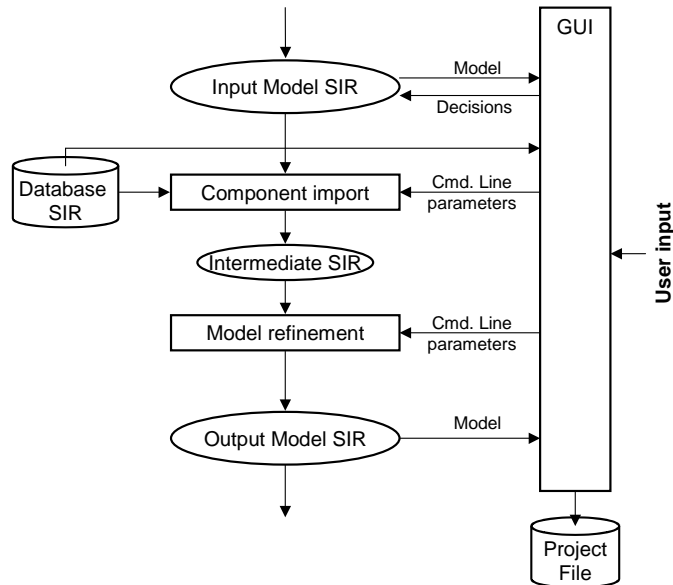 GUI
Model
Input Model SIR
Decisions
Database
SIR
Component import
Cmd. Line
parameters
User input
Intermediate SIR
Model refinement
Cmd. Line
parameters
Model
Output Model SIR
Project
File